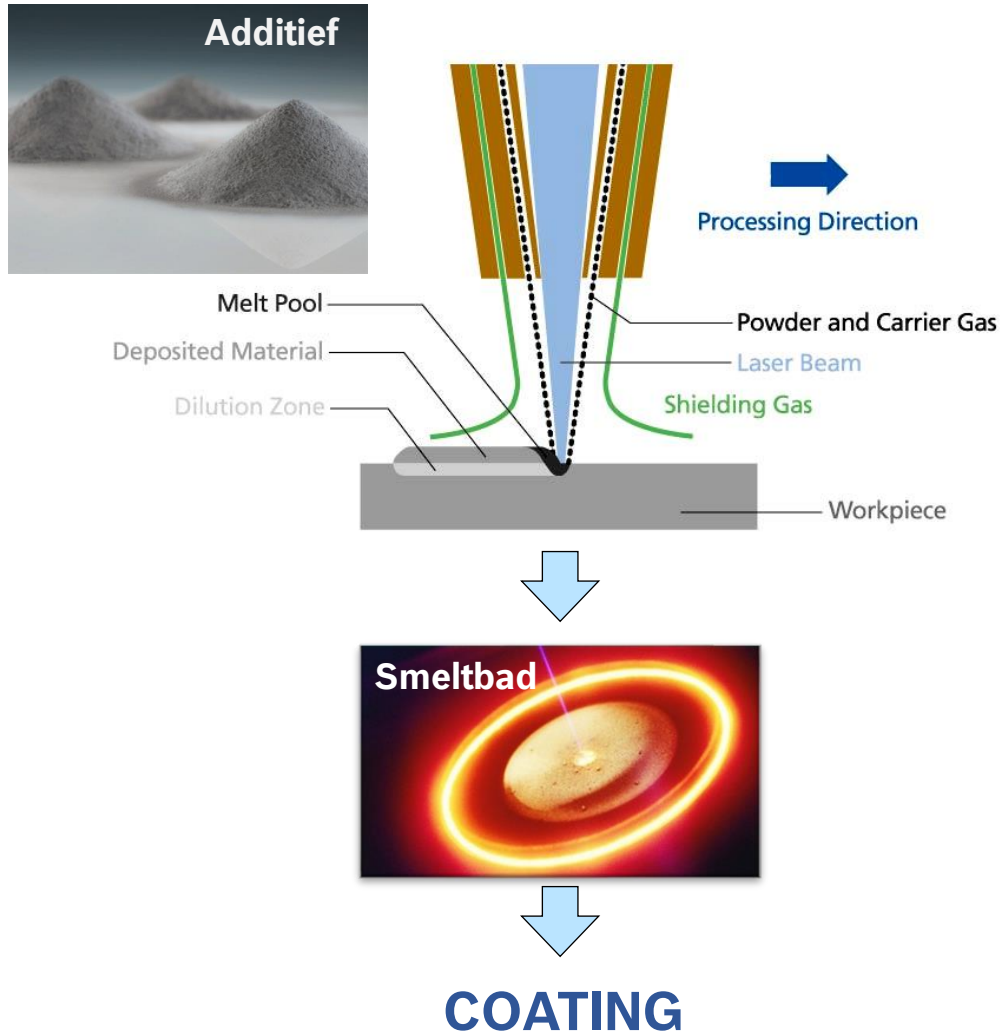 Additief
Processing Direction
Melt Pool
Powder and Carrier Gas
Deposited Material
Laser Beam
Dilution Zone
Shielding Gas
Workpiece
Smeltbad
COATING